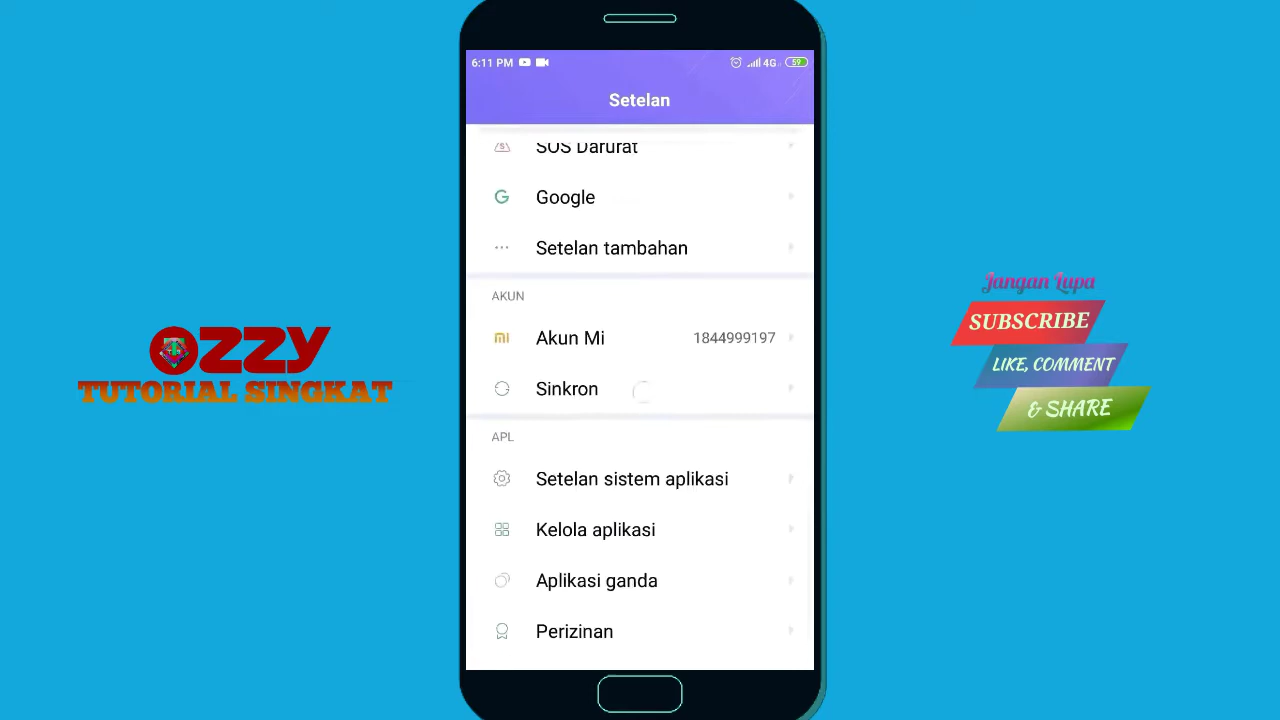 6:11 PM
4G
59
Setelan
SOS Darurat
Google
Setelan tambahan
AKUN
Akun Mi
1844999197
Sinkron
APL
Setelan sistem aplikasi
Kelola aplikasi
Aplikasi ganda
Perizinan
OZZY
TUTORIAL SINGKAT
Jangan Lupa
SUBSCRIBE
LIKE, COMMENT
& SHARE